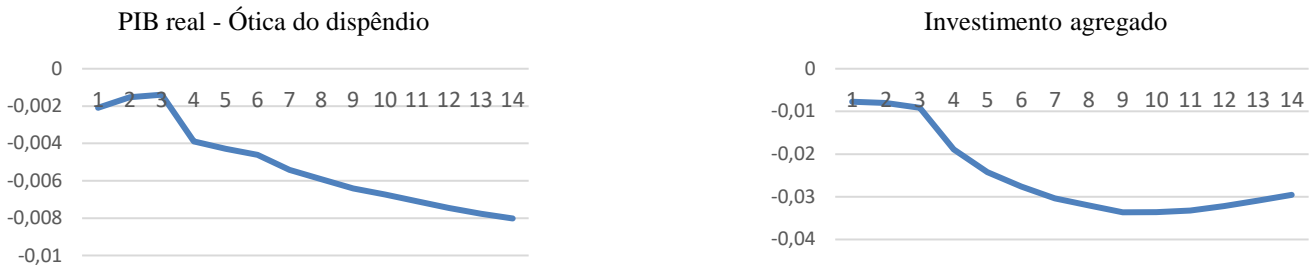 PIB real - Ótica do dispêndio
0
-0,002
-0,004
-0,006
-0,008
-0,01
1 2 3 4 5 6 7 8 9 10 11 12 13 14
Investimento agregado
0
-0,01
-0,02
-0,03
-0,04
1 2 3 4 5 6 7 8 9 10 11 12 13 14